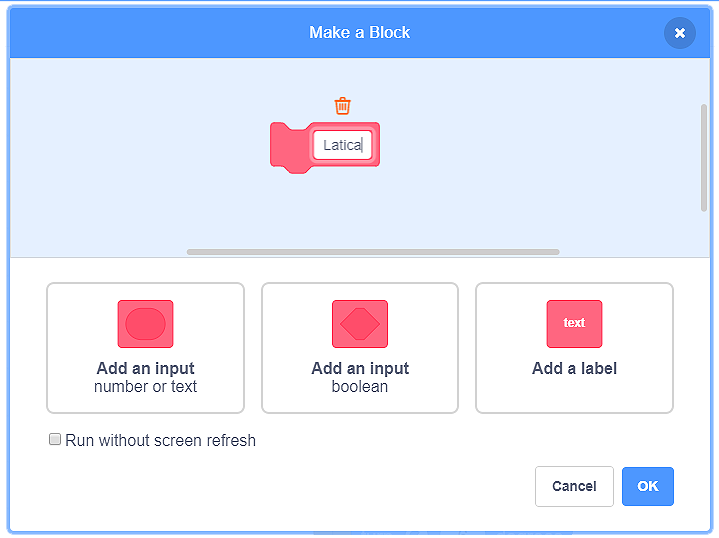 Make a Block
Latica
text
Add an input
number or text
Add an input
boolean
Add a label
Run without screen refresh
Cancel
OK